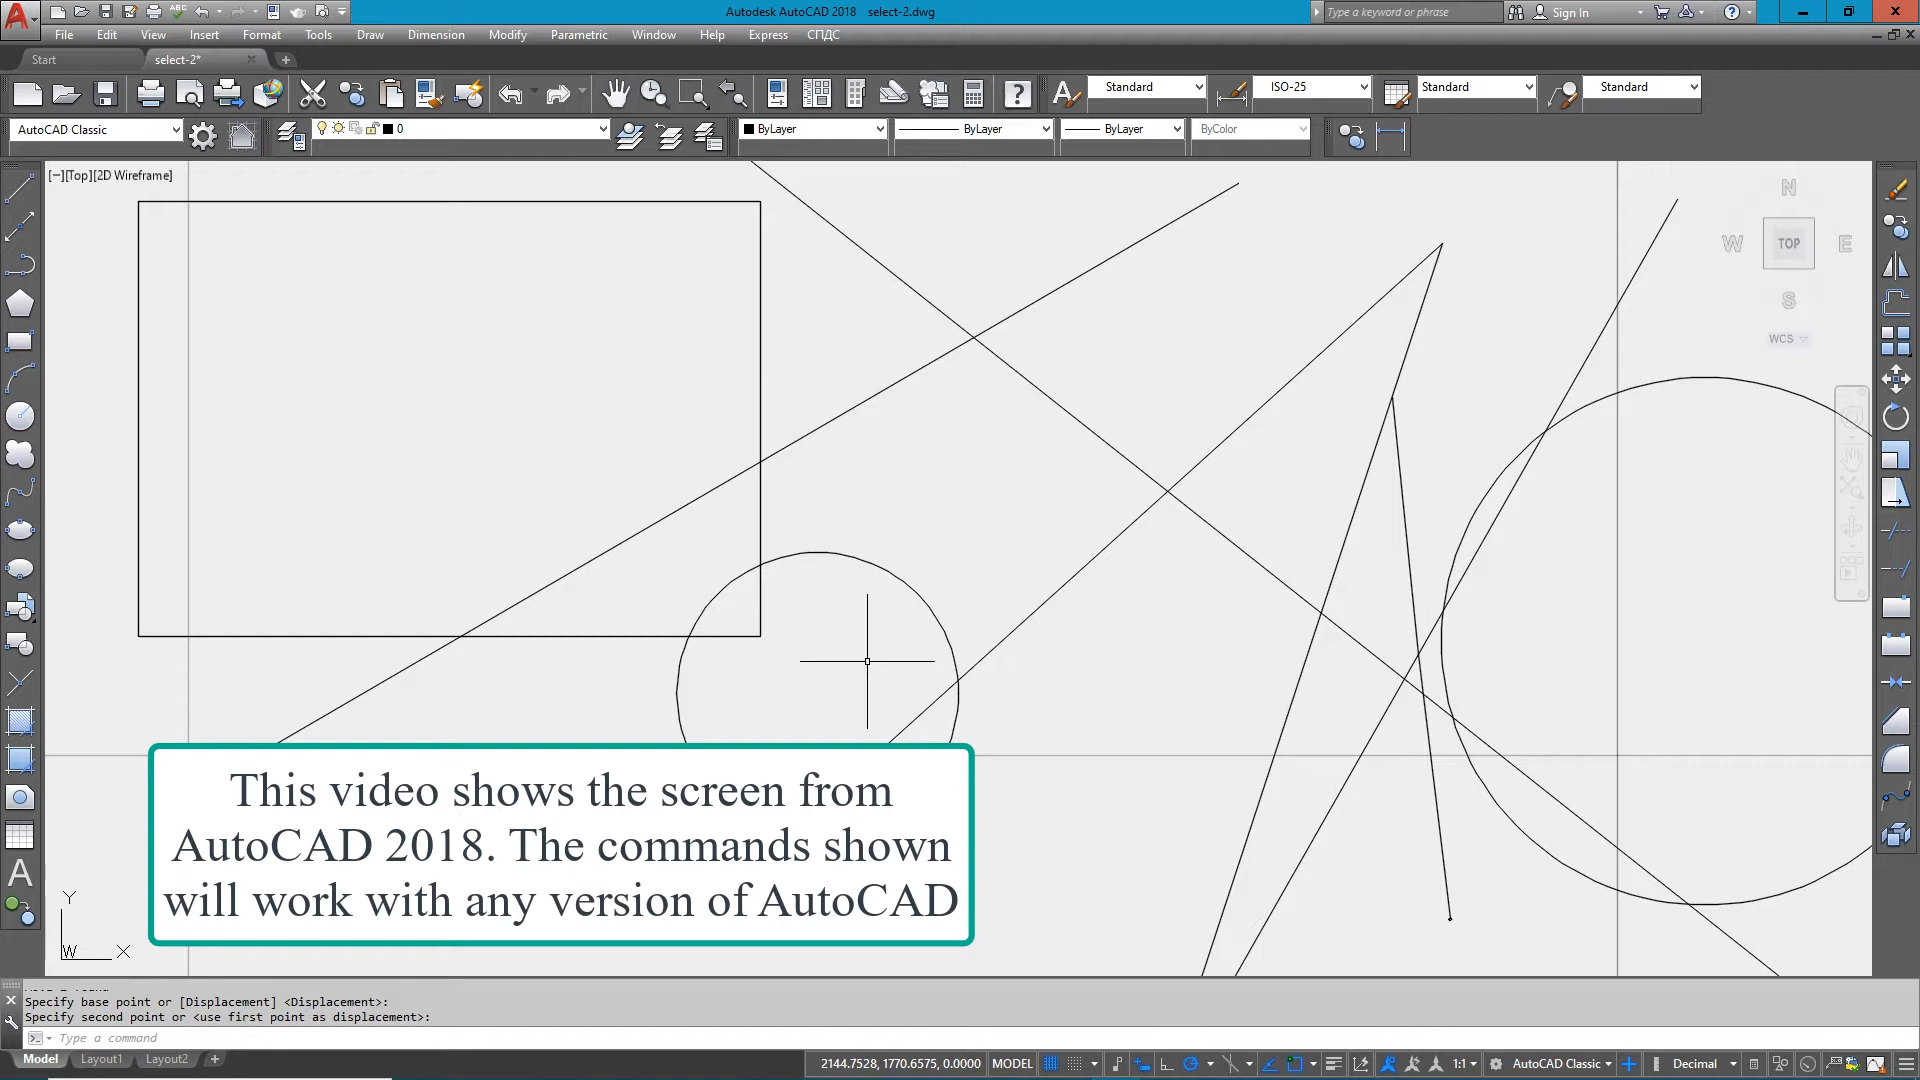 Autodesk AutoCAD 2018 select-2.dwg
Type a keyword or phrase
Sign In
File Edit View Insert Format Tools Draw Dimension Modify Parametric Window Help Express СПДС
Start
select-2*
Standard
ISO-25
Standard
Standard
AutoCAD Classic
0
ByLayer
ByLayer
ByLayer
ByColor
[−][Top][2D Wireframe]
N
W
TOP
E
S
WCS
This video shows the screen from
AutoCAD 2018. The commands shown
will work with any version of AutoCAD
Y
W
X
A
Specify base point or [Displacement] <Displacement>:
Specify second point or <use first point as displacement>:
Type a command
Model Layout1 Layout2
2144.7528, 1770.6575, 0.0000 MODEL
1:1
AutoCAD Classic
Decimal